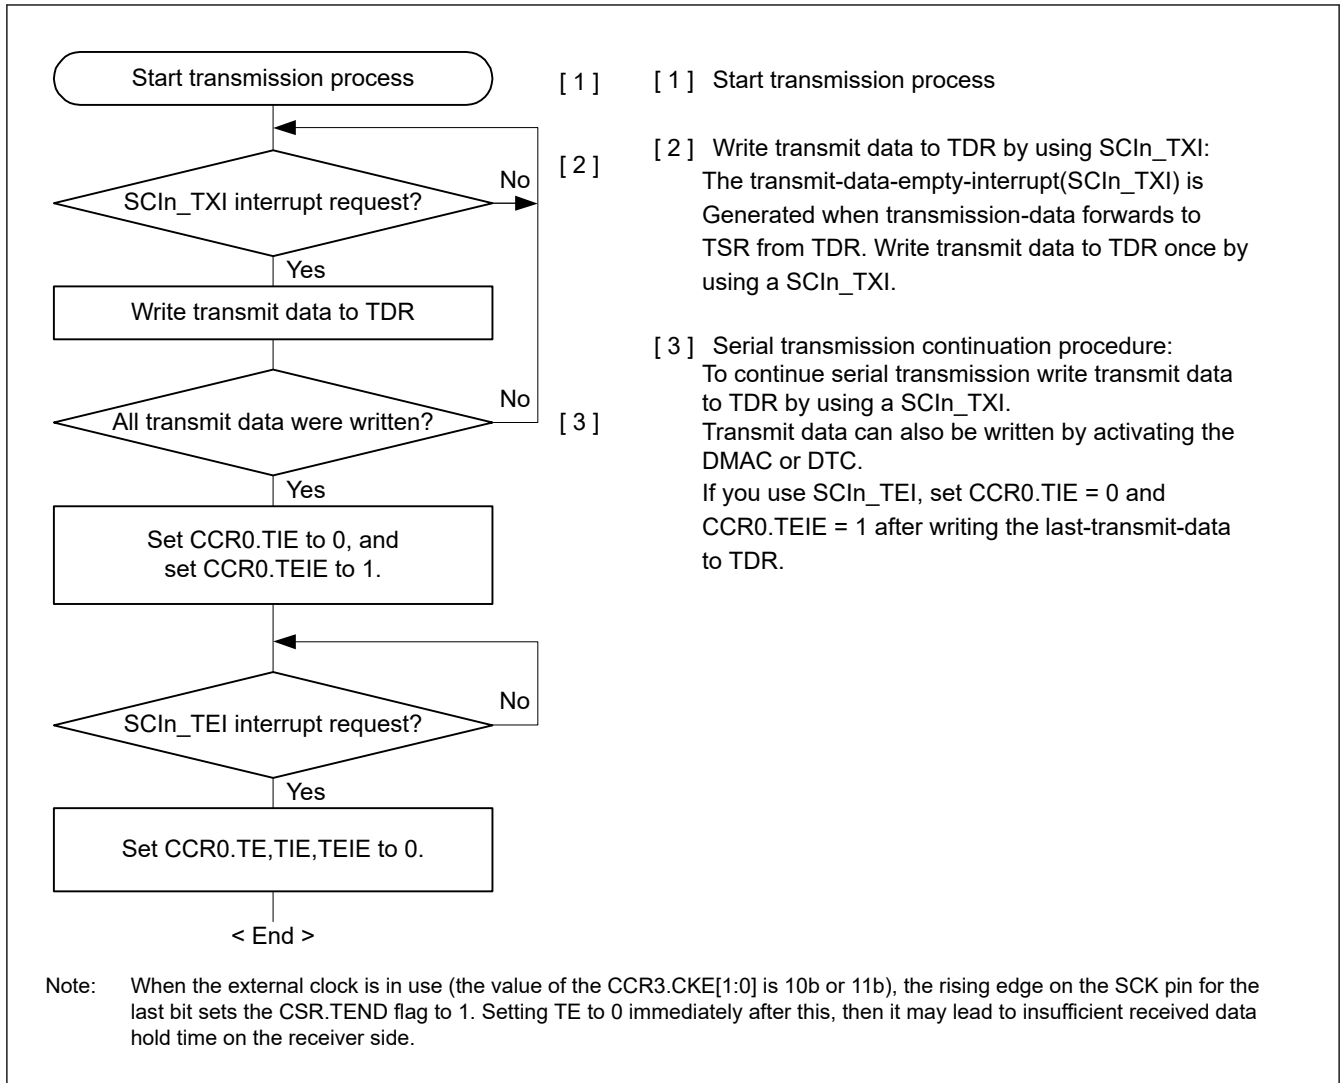 Start transmission process
[ 1 ]
[ 1 ] Start transmission process
[ 2 ]
[ 2 ] Write transmit data to TDR by using SCIn_TXI:
The transmit-data-empty-interrupt(SCIn_TXI) is
Generated when transmission-data forwards to
TSR from TDR. Write transmit data to TDR once by
using a SCIn_TXI.
SCIn_TXI interrupt request?
No
Yes
Write transmit data to TDR
[ 3 ] Serial transmission continuation procedure:
To continue serial transmission write transmit data
to TDR by using a SCIn_TXI.
Transmit data can also be written by activating the
DMAC or DTC.
If you use SCIn_TEI, set CCR0.TIE = 0 and
CCR0.TEIE = 1 after writing the last-transmit-data
to TDR.
All transmit data were written?
No
[ 3 ]
Yes
Set CCR0.TIE to 0, and
set CCR0.TEIE to 1.
SCIn_TEI interrupt request?
No
Yes
Set CCR0.TE,TIE,TEIE to 0.
< End >
Note: When the external clock is in use (the value of the CCR3.CKE[1:0] is 10b or 11b), the rising edge on the SCK pin for the
last bit sets the CSR.TEND flag to 1. Setting TE to 0 immediately after this, then it may lead to insufficient received data
hold time on the receiver side.